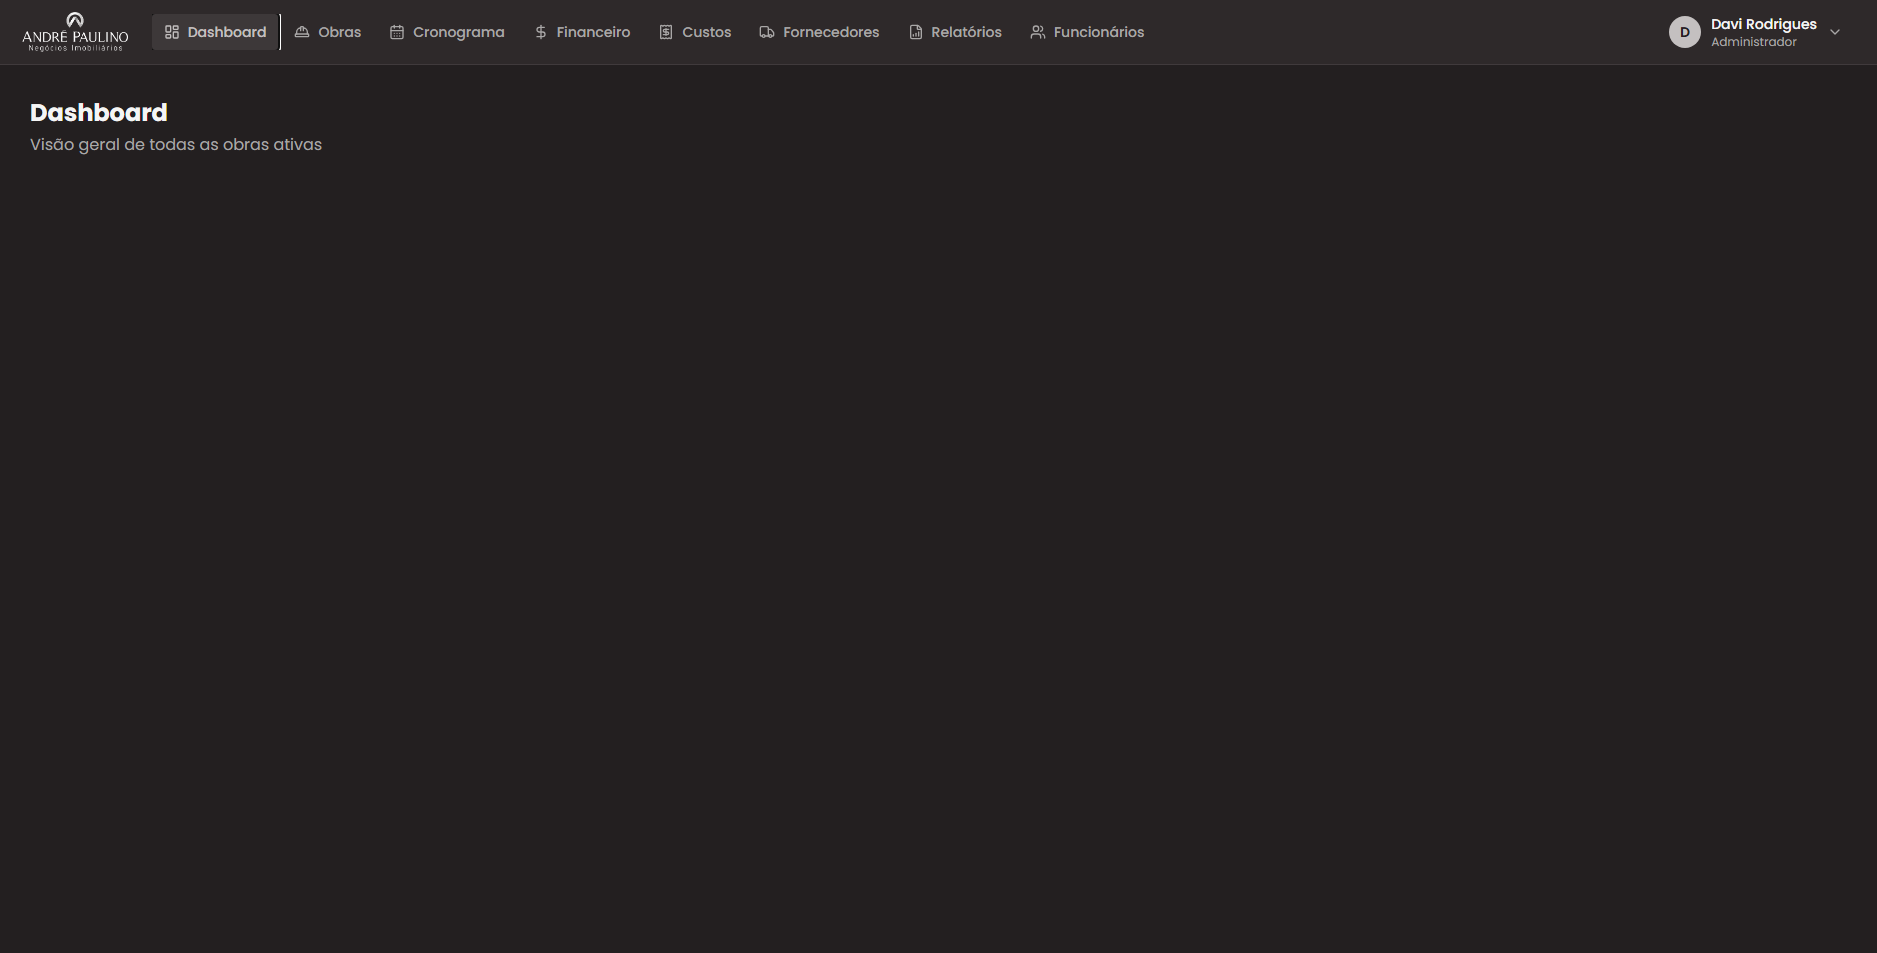 ANDRÉ PAULINO
Negócios Imobiliários
Dashboard
Obras
Cronograma
Financeiro
Custos
Fornecedores
Relatórios
Funcionários
D
Davi Rodrigues
Administrador
Dashboard
Visão geral de todas as obras ativas